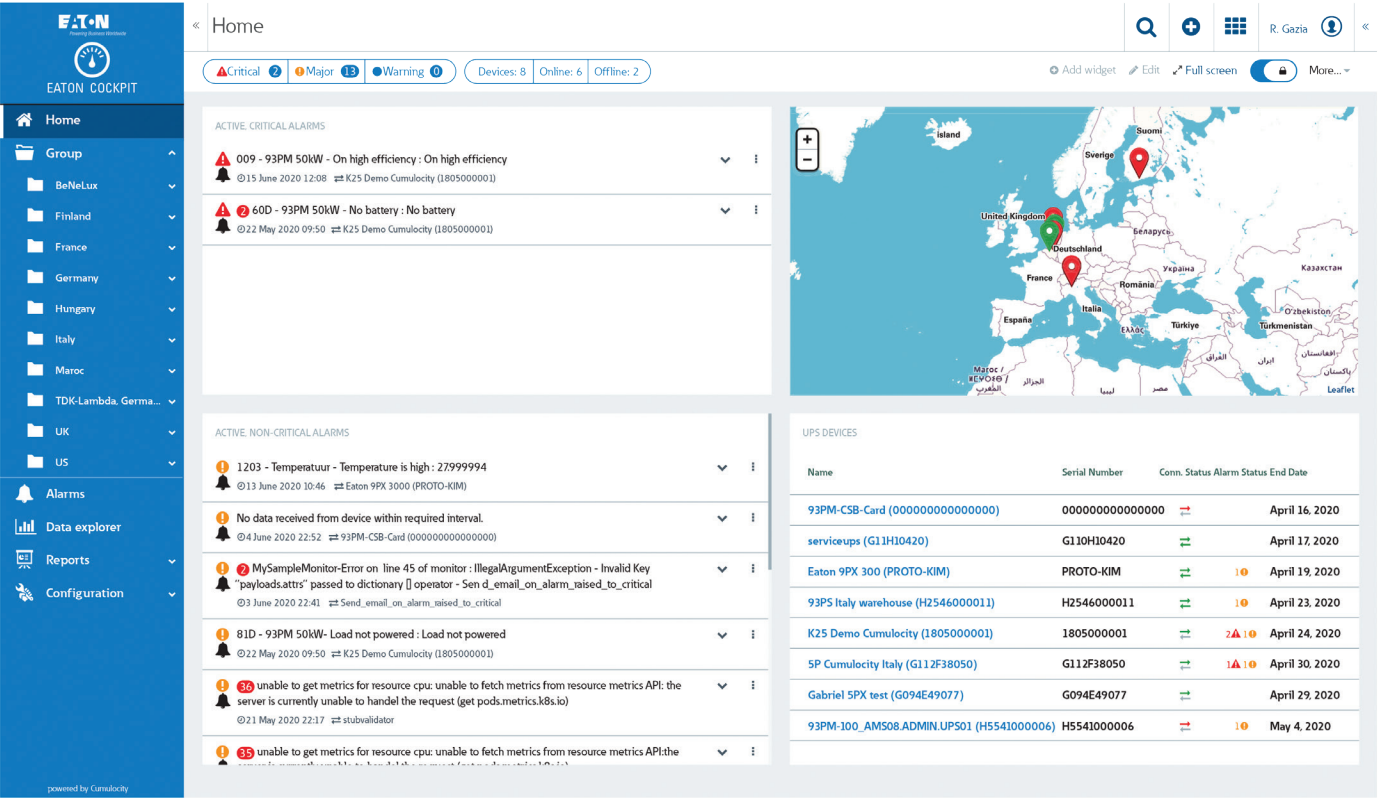 EATON
Powering Business Worldwide
EATON COCKPIT
Home
Group
BeNeLux
Finland
France
Germany
Hungary
Italy
Maroc
TDK-Lambda, Germa...
UK
US
Alarms
Data explorer
Reports
Configuration
powered by Cumulocity
« Home
R. Gazia «
Critical 2 Major 13 Warning 0 Devices: 8 Online: 6 Offline: 2
Add widget Edit Full screen More...
ACTIVE, CRITICAL ALARMS
009 - 93PM 50kW - On high efficiency : On high efficiency
15 June 2020 12:08 K25 Demo Cumulocity (1805000001)
2 60D - 93PM 50kW - No battery : No battery
22 May 2020 09:50 K25 Demo Cumulocity (1805000001)
+
−
Ísland
Suomi
Sverige
United Kingdom
Беларусь
Deutschland
France
Україна
Казахстан
România
Italia
O'zbekiston
España
Ελλάς
Türkiye
Türkmenistan
افغانستان
العراق
ايران
Maroc /
ⵍⵎⵖⵔⵉⴱ /
المغرب
الجزائر
ليبيا
مصر
پاکستان
Leaflet
ACTIVE, NON-CRITICAL ALARMS
1203 - Temperatuur - Temperature is high : 27.999994
13 June 2020 10:46 Eaton 9PX 3000 (PROTO-KIM)
No data received from device within required interval.
4 June 2020 22:52 93PM-CSB-Card (000000000000000)
2 MySampleMonitor-Error on line 45 of monitor : IllegalArgumentException - Invalid Key
"payloads.attrs" passed to dictionary [] operator - Sen d_email_on_alarm_raised_to_critical
3 June 2020 22:41 Send_email_on_alarm_raised_to_critical
81D - 93PM 50kW- Load not powered : Load not powered
22 May 2020 09:50 K25 Demo Cumulocity (1805000001)
36 unable to get metrics for resource cpu: unable to fetch metrics from resource metrics API: the
server is currently unable to handel the request (get pods.metrics.k8s.io)
21 May 2020 22:17 stubvalidator
35 unable to get metrics for resource cpu: unable to fetch metrics from resource metrics API:the
UPS DEVICES
Name Serial Number Conn. Status Alarm Status End Date
93PM-CSB-Card (000000000000000) 000000000000000 April 16, 2020
serviceups (G11H10420) G110H10420 April 17, 2020
Eaton 9PX 300 (PROTO-KIM) PROTO-KIM 1 April 19, 2020
93PS Italy warehouse (H2546000011) H2546000011 1 April 23, 2020
K25 Demo Cumulocity (1805000001) 1805000001 2 1 April 24, 2020
5P Cumulocity Italy (G112F38050) G112F38050 1 1 April 30, 2020
Gabriel 5PX test (G094E49077) G094E49077 April 29, 2020
93PM-100_AMS08.ADMIN.UPS01 (H5541000006) H5541000006 1 May 4, 2020